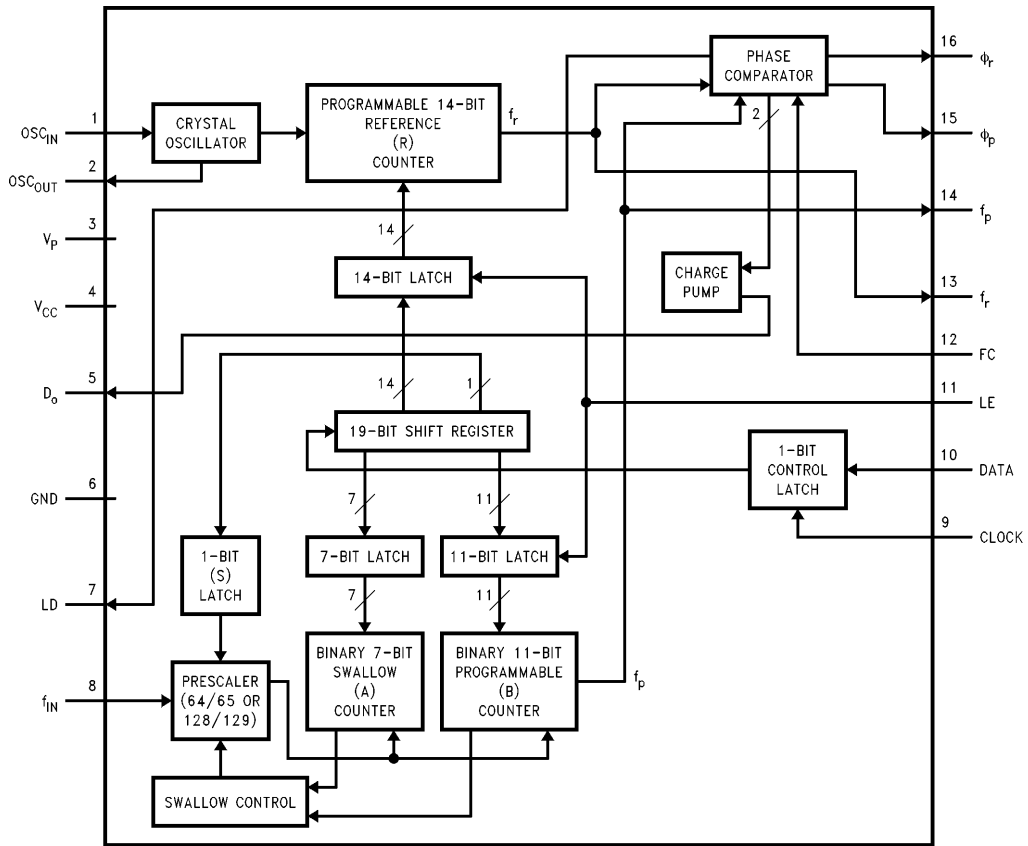 16
ϕr
PHASE
COMPARATOR
PROGRAMMABLE 14-BIT
REFERENCE
(R)
COUNTER
fr
2
1
OSCIN
CRYSTAL
OSCILLATOR
15
ϕp
2
OSCOUT
14
fp
3
VP
14
14-BIT LATCH
CHARGE
PUMP
13
fr
4
VCC
12
FC
5
Do
14
1
11
LE
19-BIT SHIFT REGISTER
1-BIT
CONTROL
LATCH
10
DATA
6
GND
7
11
9
CLOCK
1-BIT
(S)
LATCH
7-BIT LATCH
11-BIT LATCH
7
LD
7
11
BINARY 7-BIT
SWALLOW
(A)
COUNTER
BINARY 11-BIT
PROGRAMMABLE
(B)
COUNTER
fp
8
fIN
PRESCALER
(64/65 OR
128/129)
SWALLOW CONTROL